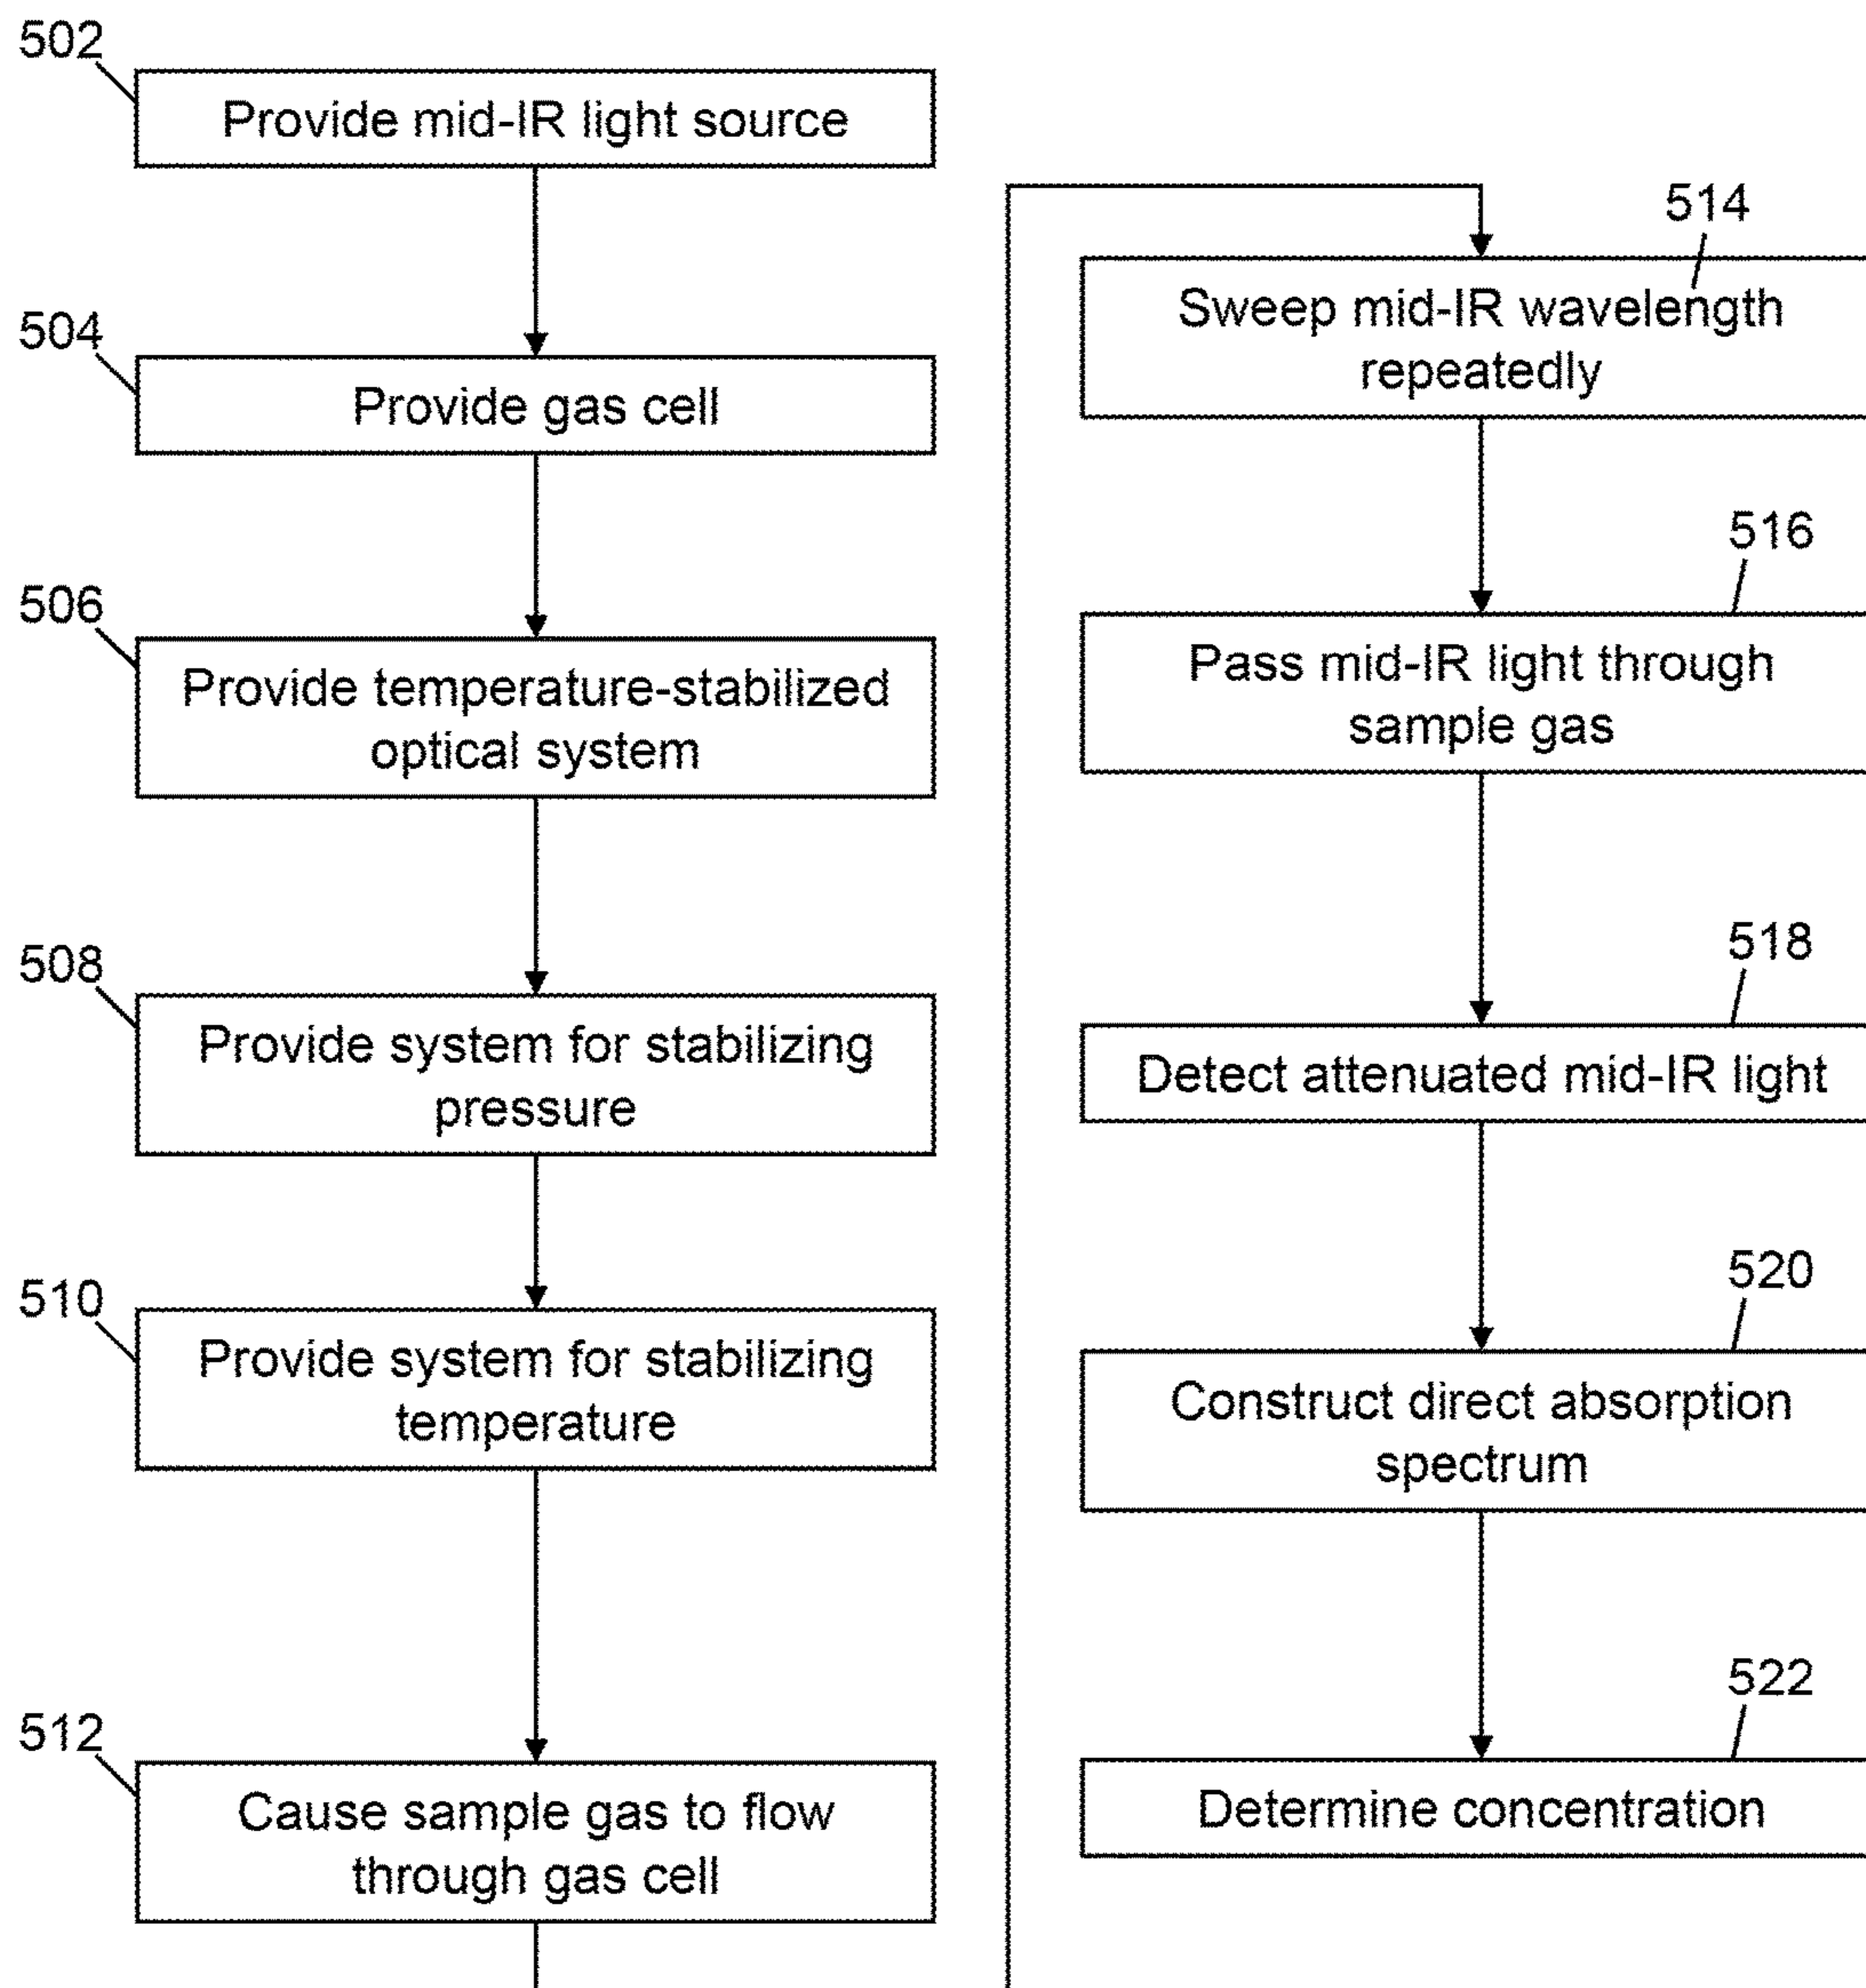 502
Provide mid-IR light source
504
Provide gas cell
506
Provide temperature-stabilized
optical system
508
Provide system for stabilizing
pressure
510
Provide system for stabilizing
temperature
512
Cause sample gas to flow
through gas cell
514
Sweep mid-IR wavelength
repeatedly
516
Pass mid-IR light through
sample gas
518
Detect attenuated mid-IR light
520
Construct direct absorption
spectrum
522
Determine concentration